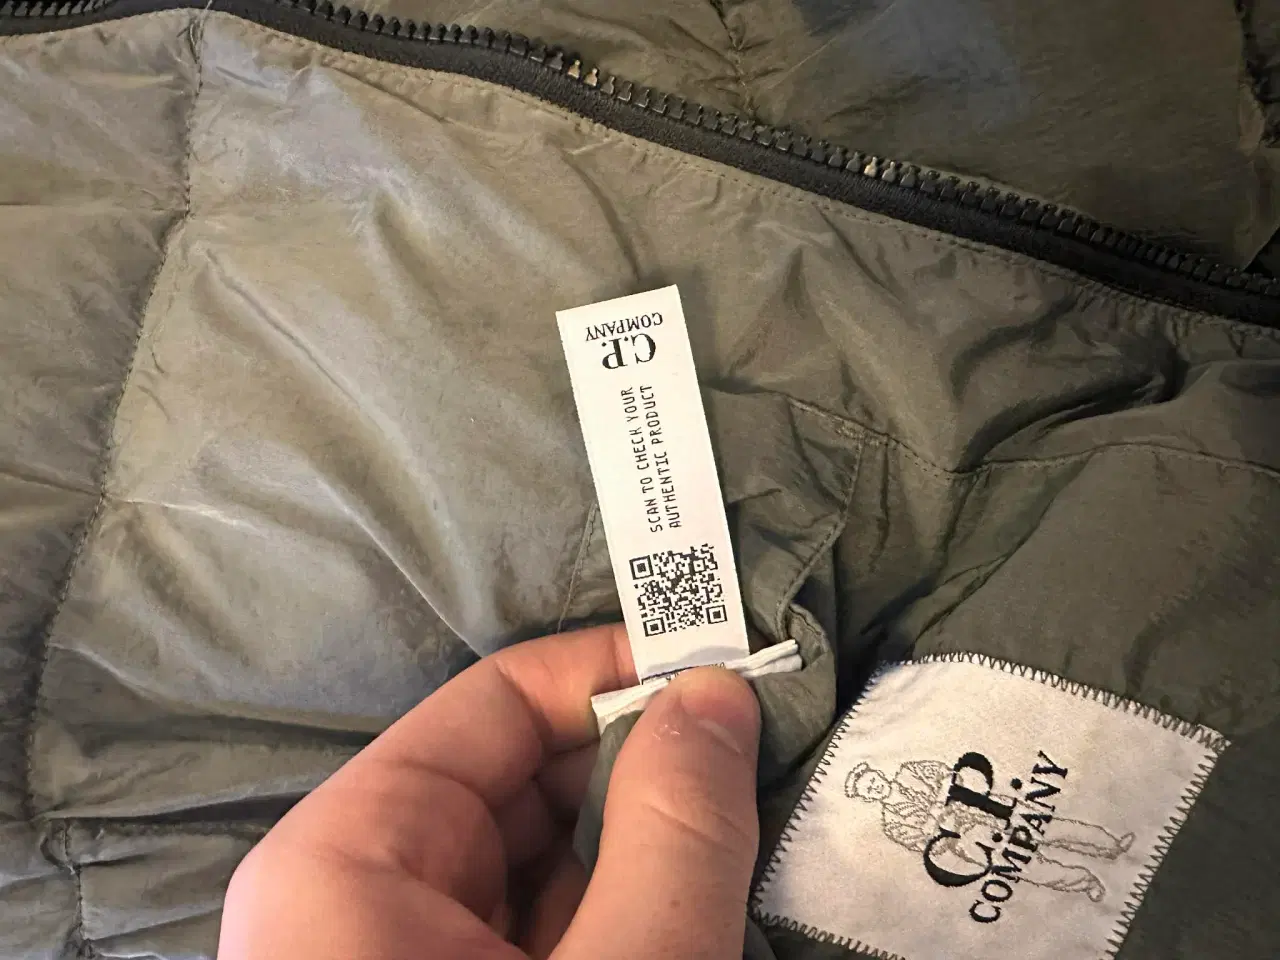 C.P.
COMPANY
SCAN TO CHECK YOUR
AUTHENTIC PRODUCT
C.P.
COMPANY